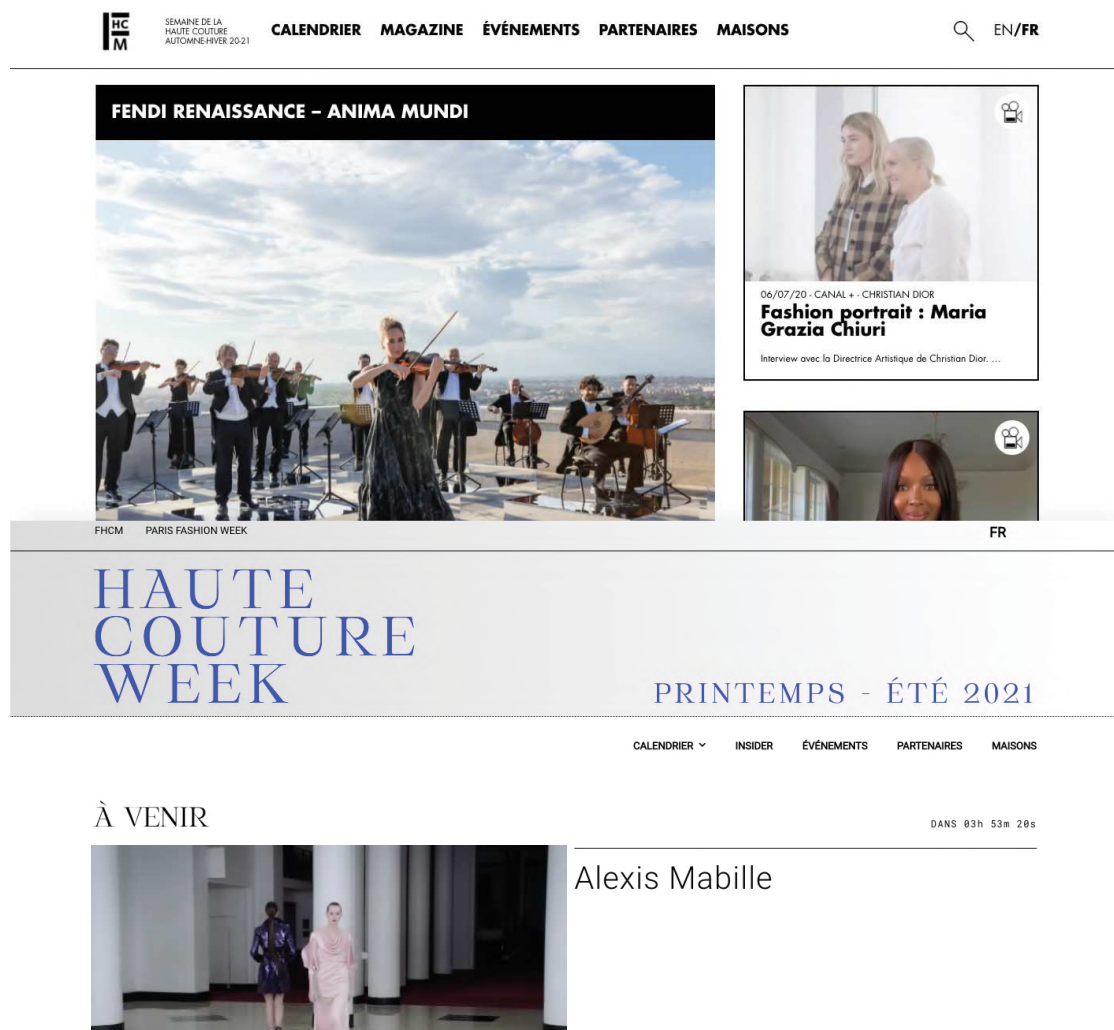 HC
M
SEMAINE DE LA
HAUTE COUTURE
AUTOMNE-HIVER 20-21
CALENDRIER MAGAZINE ÉVÉNEMENTS PARTENAIRES MAISONS
EN/FR
FENDI RENAISSANCE – ANIMA MUNDI
06/07/20 - CANAL + - CHRISTIAN DIOR
Fashion portrait : Maria
Grazia Chiuri
Interview avec la Directrice Artistique de Christian Dior. ...
FHCM PARIS FASHION WEEK
FR
HAUTE
COUTURE
WEEK
PRINTEMPS - ÉTÉ 2021
CALENDRIER INSIDER ÉVÉNEMENTS PARTENAIRES MAISONS
À VENIR
DANS 03h 53m 20s
Alexis Mabille